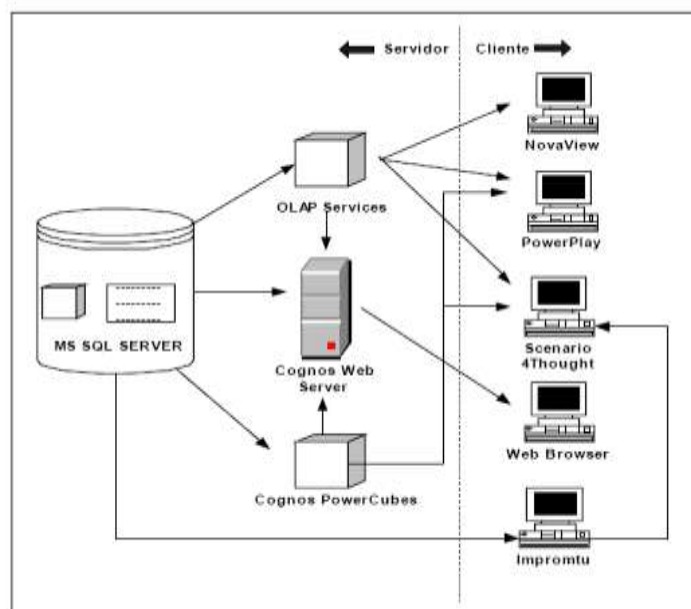 Servidor
Cliente
NovaView
OLAP Services
PowerPlay
MS SQL SERVER
Cognos Web
Server
Scenario
4Thought
Web Browser
Cognos PowerCubes
Impromtu